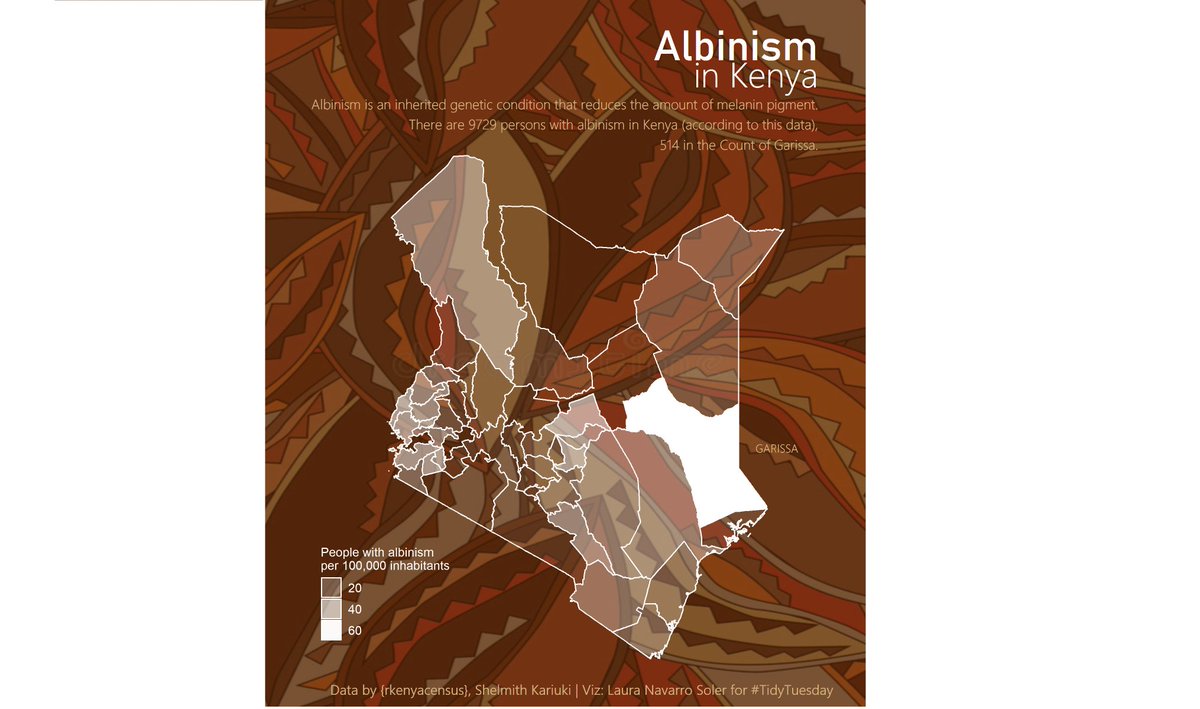 Albinism
in Kenya
Albinism is an inherited genetic condition that reduces the amount of melanin pigment.
There are 9729 persons with albinism in Kenya (according to this data),
514 in the Count of Garissa.
GARISSA
People with albinism
per 100,000 inhabitants
20
40
60
Data by {rkenyacensus}, Shelmith Kariuki | Viz: Laura Navarro Soler for #TidyTuesday